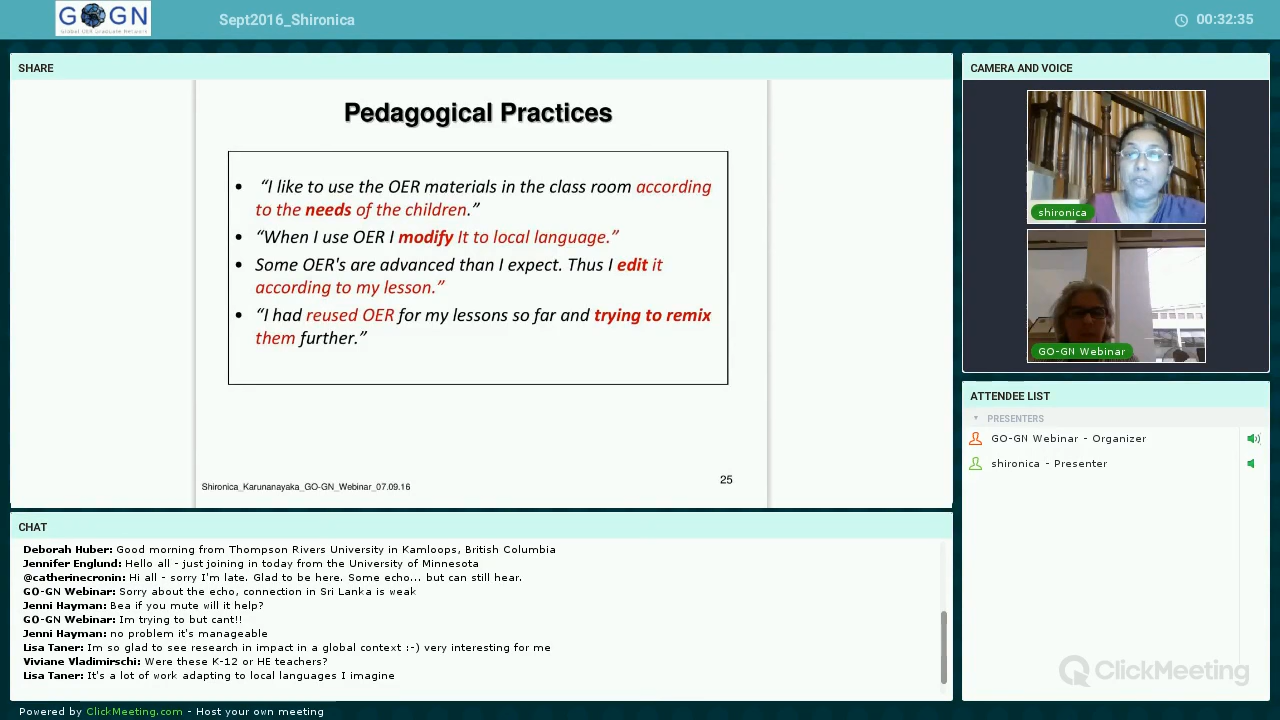 GOGN
Global OER Graduate Network
Sept2016_Shironica
00:32:35
SHARE
Pedagogical Practices
• “I like to use the OER materials in the class room according
to the needs of the children.”
• “When I use OER I modify It to local language.”
• Some OER's are advanced than I expect. Thus I edit it
according to my lesson.”
• “I had reused OER for my lessons so far and trying to remix
them further.”
Shironica_Karunanayaka_GO-GN_Webinar_07.09.16
25
CAMERA AND VOICE
shironica
GO-GN Webinar
ATTENDEE LIST
PRESENTERS
GO-GN Webinar - Organizer
shironica - Presenter
CHAT
Deborah Huber: Good morning from Thompson Rivers University in Kamloops, British Columbia
Jennifer Englund: Hello all - just joining in today from the University of Minnesota
@catherinecronin: Hi all - sorry I'm late. Glad to be here. Some echo... but can still hear.
GO-GN Webinar: Sorry about the echo, connection in Sri Lanka is weak
Jenni Hayman: Bea if you mute will it help?
GO-GN Webinar: Im trying to but cant!!
Jenni Hayman: no problem it's manageable
Lisa Taner: Im so glad to see research in impact in a global context :-) very interesting for me
Viviane Vladimirschi: Were these K-12 or HE teachers?
Lisa Taner: It's a lot of work adapting to local languages I imagine
ClickMeeting
Powered by ClickMeeting.com - Host your own meeting